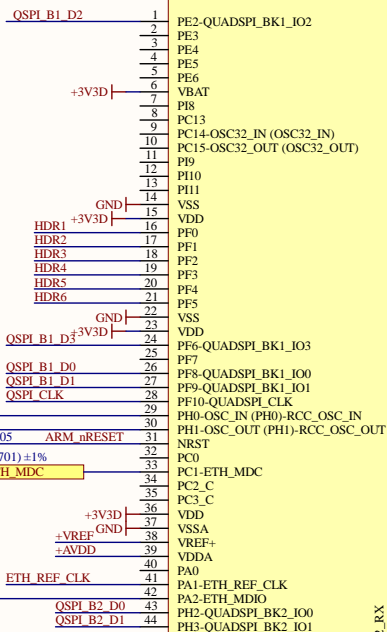 QSPI_B1_D2 1 PE2-QUADSPI_BK1_IO2
2 PE3
3 PE4
4 PE5
5 PE6
+3V3D 6 VBAT
7 PI8
8 PC13
9 PC14-OSC32_IN (OSC32_IN)
10 PC15-OSC32_OUT (OSC32_OUT)
11 PI9
12 PI10
13 PI11
GND 14 VSS
+3V3D 15 VDD
HDR1 16 PF0
HDR2 17 PF1
HDR3 18 PF2
HDR4 19 PF3
HDR5 20 PF4
HDR6 21 PF5
GND 22 VSS
+3V3D 23 VDD
QSPI_B1_D3 24 PF6-QUADSPI_BK1_IO3
25 PF7
QSPI_B1_D0 26 PF8-QUADSPI_BK1_IO0
QSPI_B1_D1 27 PF9-QUADSPI_BK1_IO1
QSPI_CLK 28 PF10-QUADSPI_CLK
29 PH0-OSC_IN (PH0)-RCC_OSC_IN
30 PH1-OSC_OUT (PH1)-RCC_OSC_OUT
05 ARM_nRESET 31 NRST
701) ±1% 32 PC0
TH_MDC 33 PC1-ETH_MDC
34 PC2_C
35 PC3_C
+3V3D 36 VDD
GND 37 VSSA
+VREF 38 VREF+
+AVDD 39 VDDA
40 PA0
ETH_REF_CLK 41 PA1-ETH_REF_CLK
42 PA2-ETH_MDIO
QSPI_B2_D0 43 PH2-QUADSPI_BK2_IO0
QSPI_B2_D1 44 PH3-QUADSPI_BK2_IO1
_RX